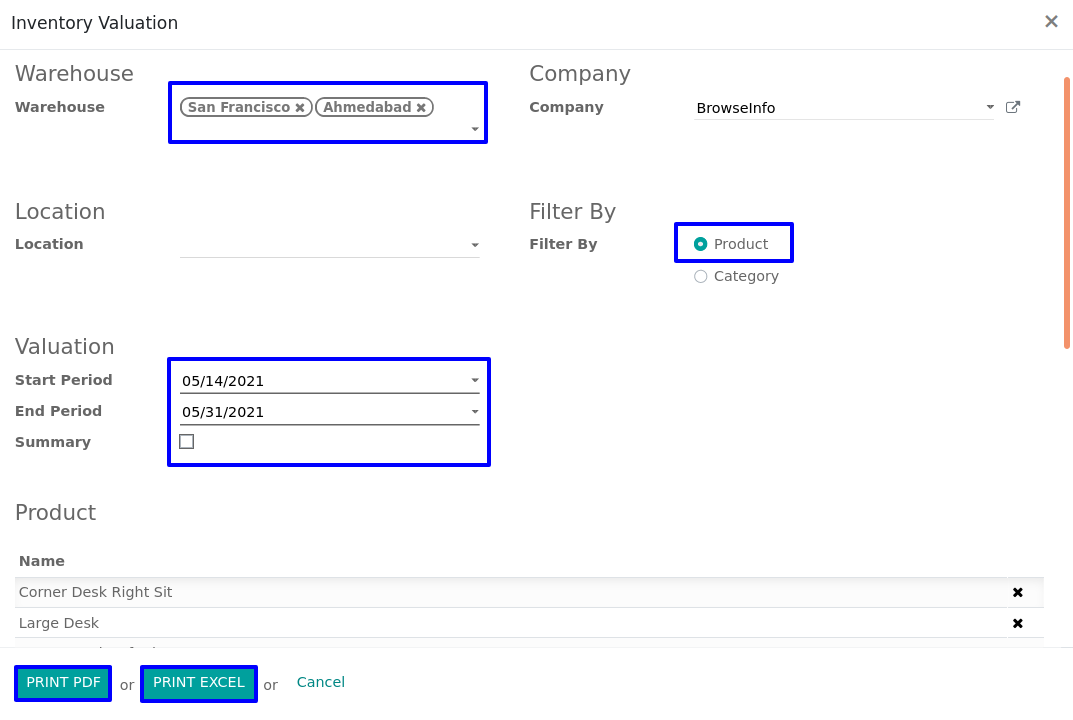 Inventory Valuation
Warehouse
Company
Warehouse San Francisco Ahmedabad
Company BrowseInfo
Location
Filter By
Location
Filter By Product
Category
Valuation
Start Period 05/14/2021
End Period 05/31/2021
Summary
Product
Name
Corner Desk Right Sit
Large Desk
PRINT PDF or PRINT EXCEL or Cancel